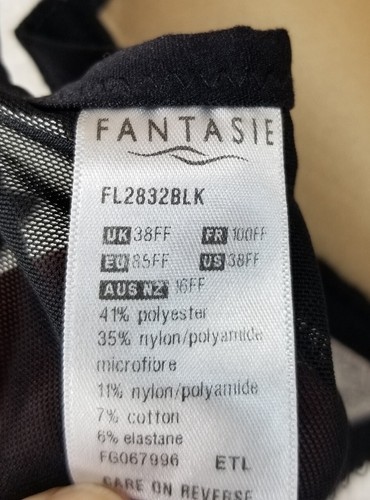 FANTASIE
FL2832BLK
UK 38FF FR 100FF
EU 85FF US 38FF
AUS NZ 16FF
41% polyester
35% nylon/polyamide
microfibre
11% nylon/polyamide
7% cotton
6% elastane
FG067996 ETL
CARE ON REVERSE